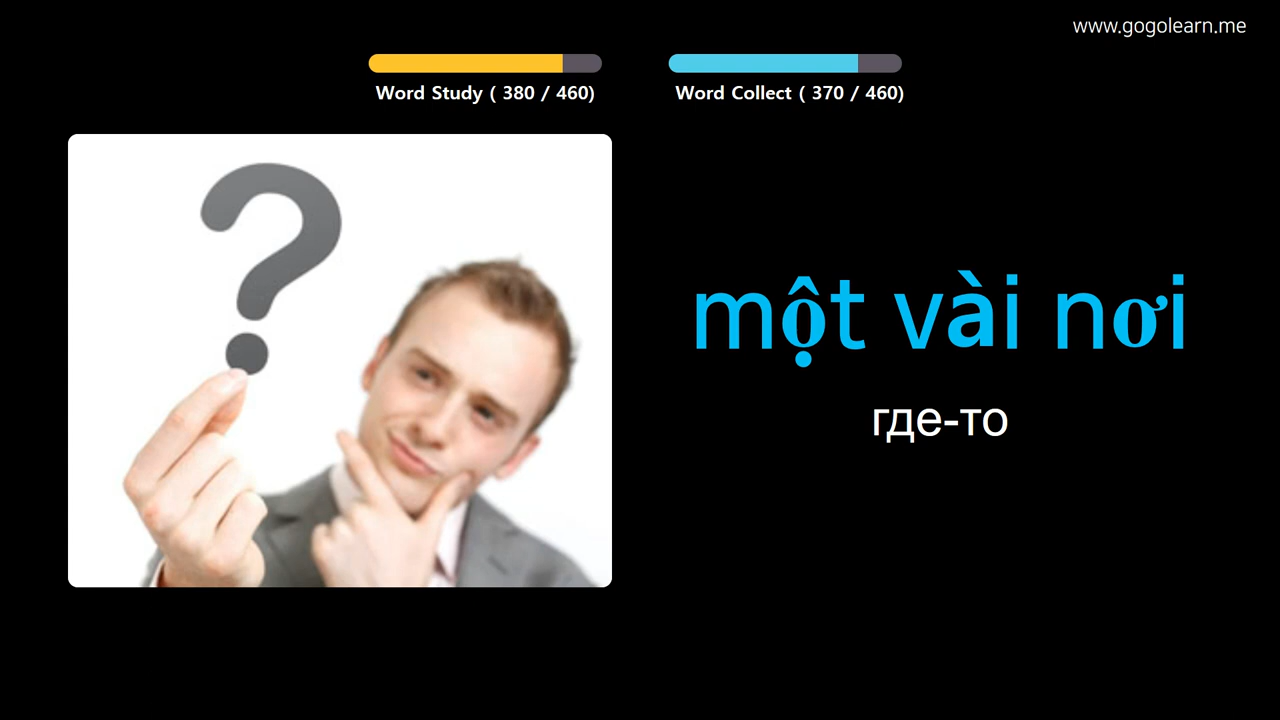 www.gogolearn.me
Word Study ( 380 / 460)
Word Collect ( 370 / 460)
?
một vài nơi
где-то